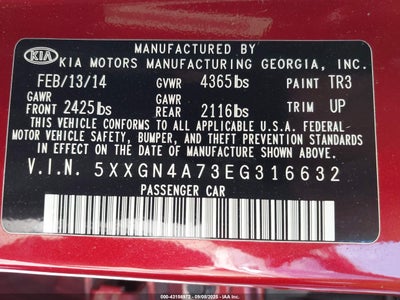 KIA
MANUFACTURED BY
KIA MOTORS MANUFACTURING GEORGIA, INC.
FEB/13/14 GVWR 4365lbs PAINT TR3
GAWR FRONT 2425lbs GAWR REAR 2116lbs TRIM UP
THIS VEHICLE CONFORMS TO ALL APPLICABLE U.S.A. FEDERAL-
MOTOR VEHICLE SAFETY, BUMPER, AND THEFT PREVENTION STANDARDS
IN EFFECT ON THE DATE OF MANUFACTURE SHOWN ABOVE.
V.I.N. 5XXGN4A73EG316632
PASSENGER CAR